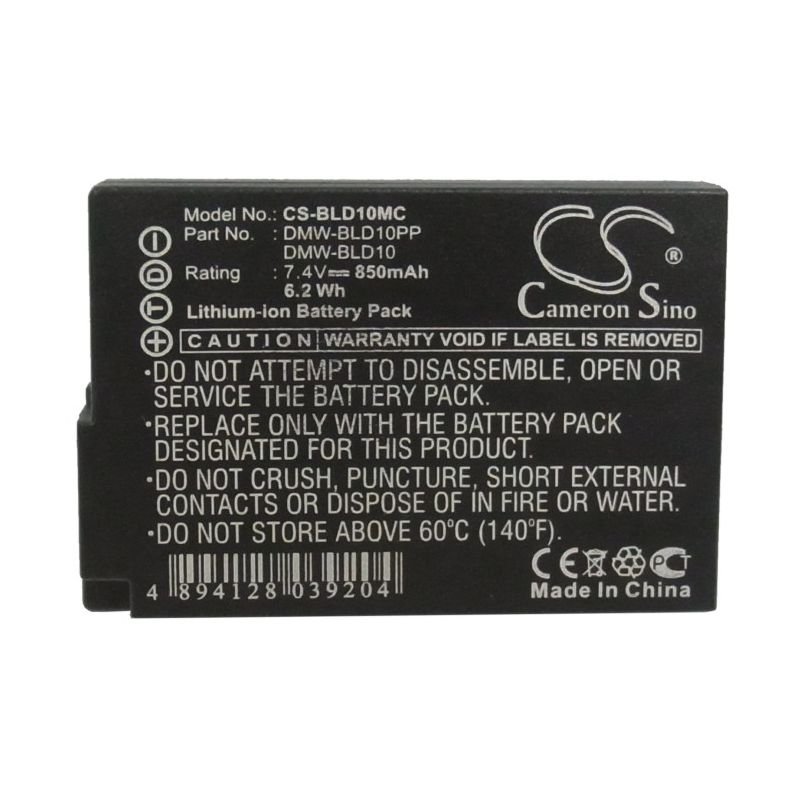 Model No.: CS-BLD10MC
Part No. : DMW-BLD10PP
DMW-BLD10
Rating : 7.4V 850mAh
6.2 Wh
Lithium-ion Battery Pack
CS ®
Cameron Sino
- D T +
CAUTION WARRANTY VOID IF LABEL IS REMOVED
•DO NOT ATTEMPT TO DISASSEMBLE, OPEN OR
SERVICE THE BATTERY PACK.
•REPLACE ONLY WITH THE BATTERY PACK
DESIGNATED FOR THIS PRODUCT.
•DO NOT CRUSH, PUNCTURE, SHORT EXTERNAL
CONTACTS OR DISPOSE OF IN FIRE OR WATER.
•DO NOT STORE ABOVE 60°C (140°F).
4 894128 039204
CE PCT
Made In China